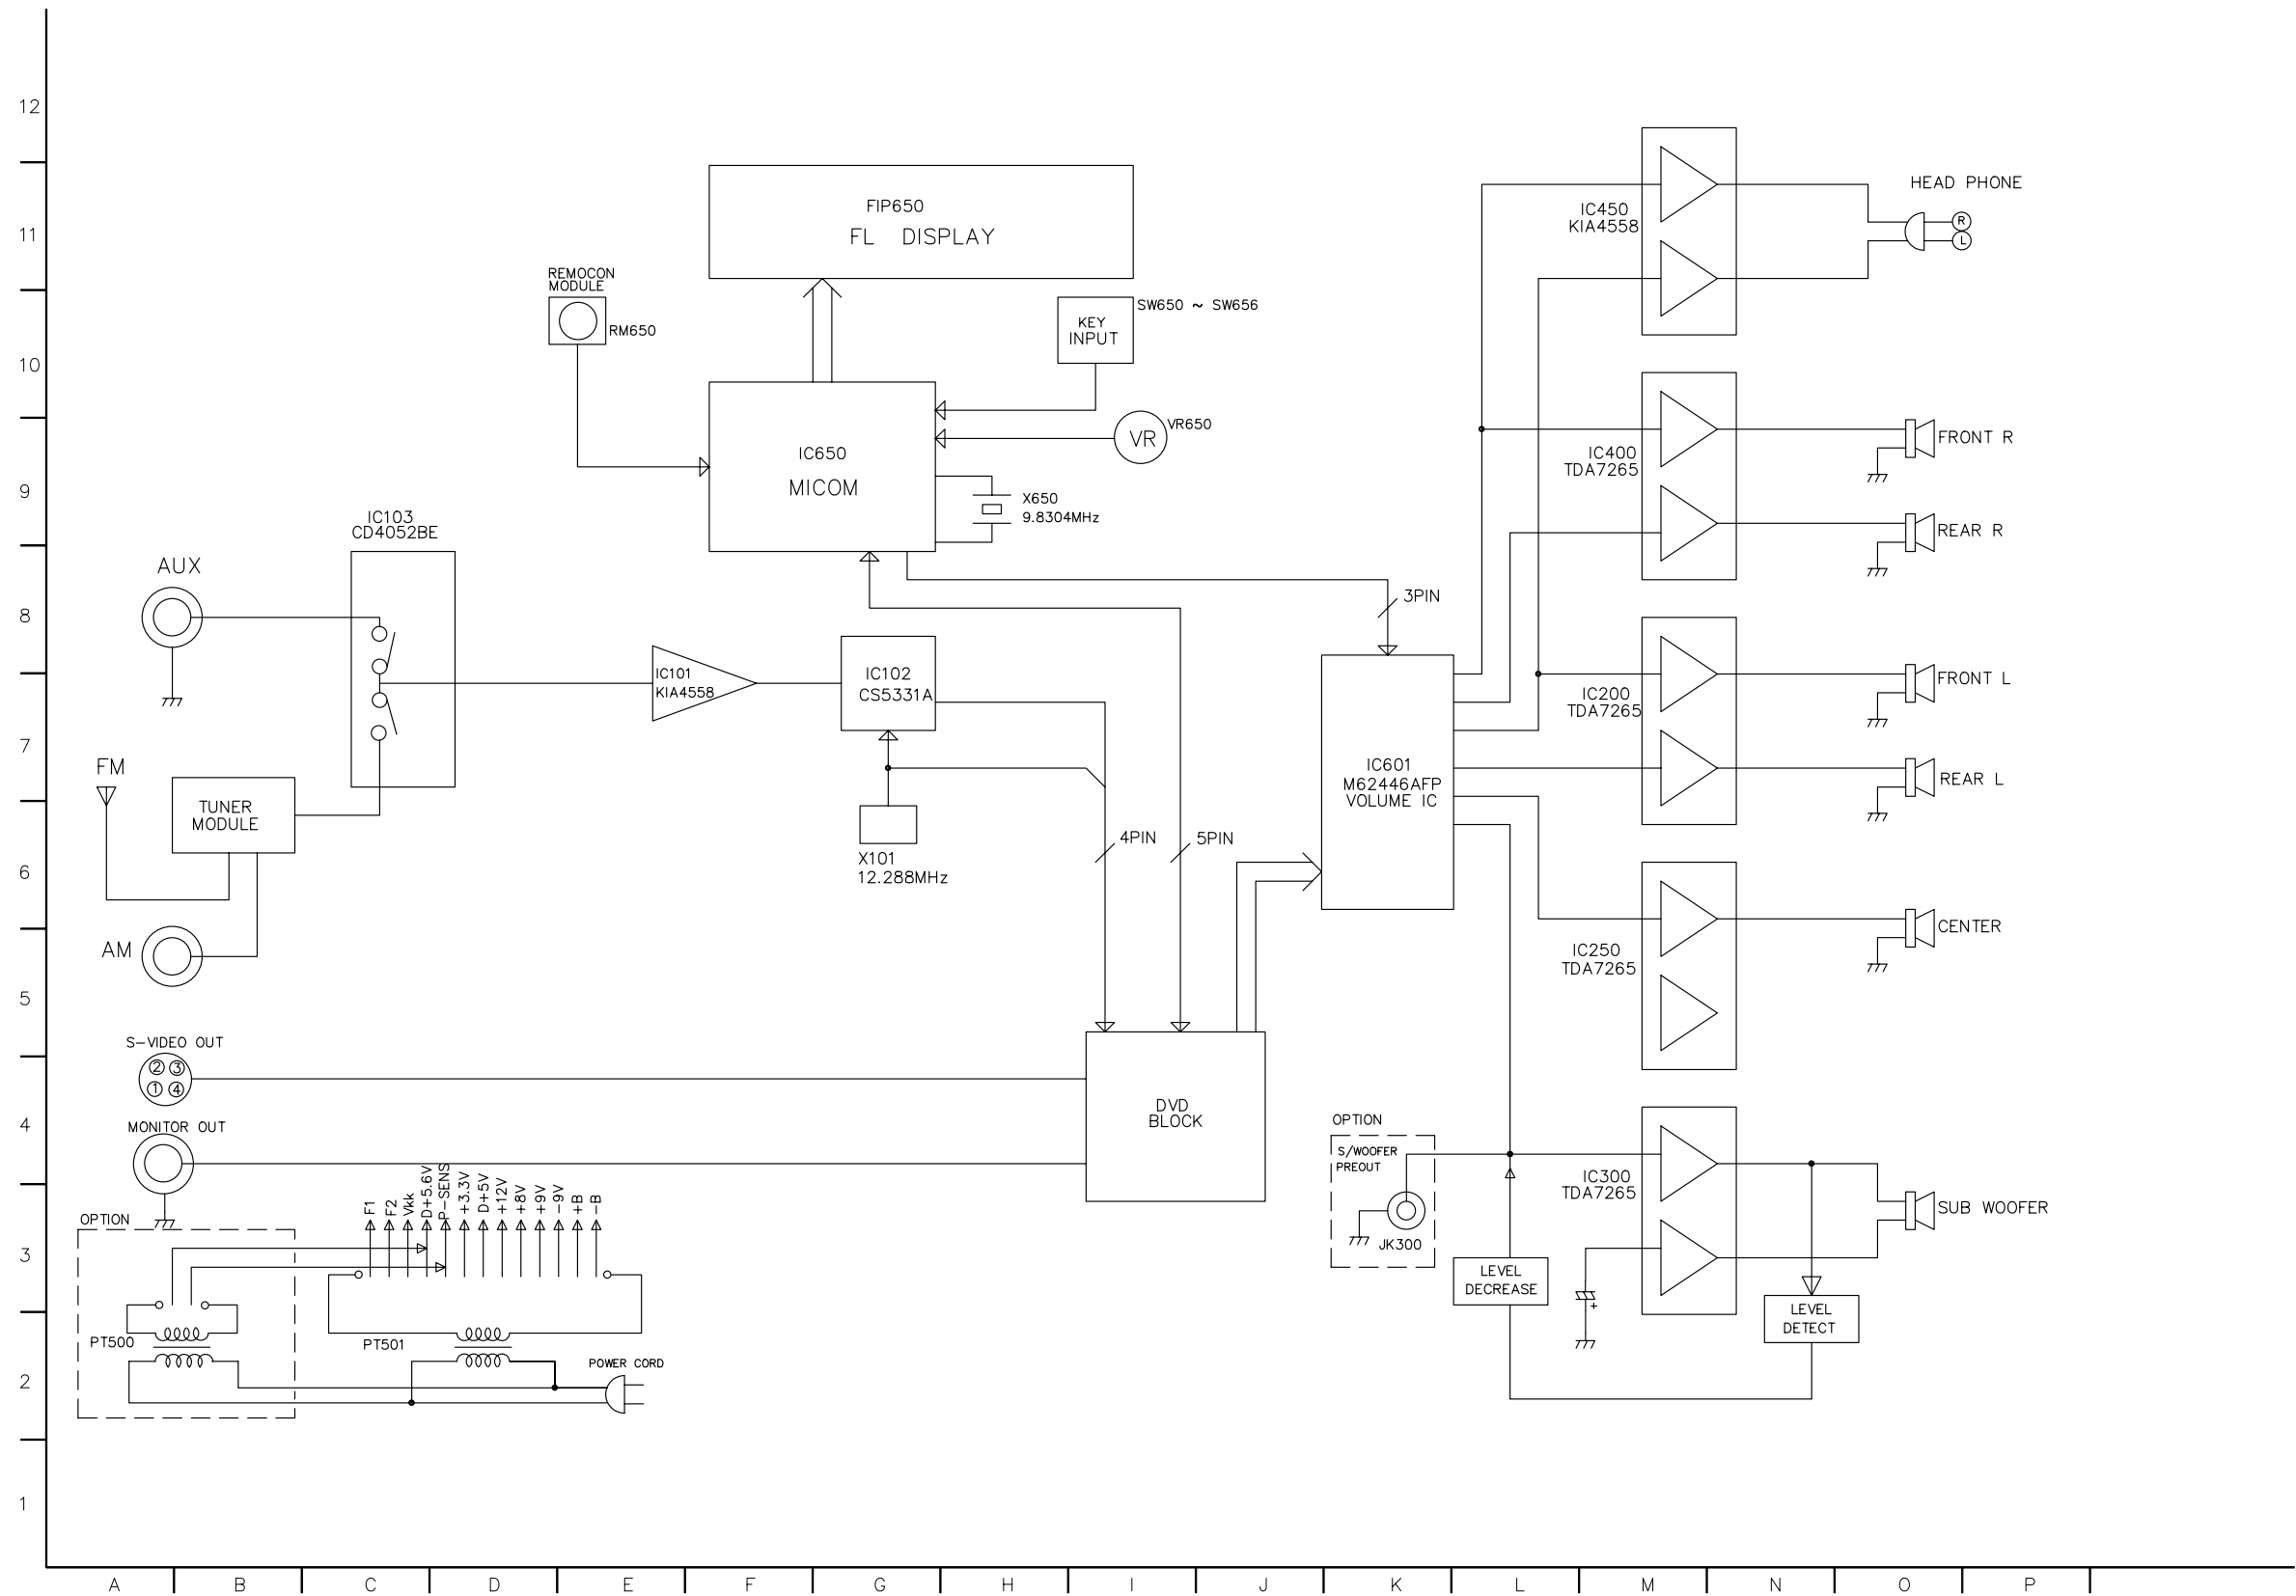 12
11
10
9
8
7
6
5
4
3
2
1
A B C D E F G H I J K L M N O P
FIP650
FL DISPLAY
REMOCON
MODULE
RM650
KEY
INPUT
SW650 ~ SW656
VR
VR650
IC650
MICOM
X650
9.8304MHz
IC103
CD4052BE
AUX
IC101
KIA4558
IC102
CS5331A
3PIN
FM
TUNER
MODULE
X101
12.288MHz
4PIN
5PIN
AM
IC601
M62446AFP
VOLUME IC
IC450
KIA4558
HEAD PHONE
R
L
IC400
TDA7265
FRONT R
REAR R
IC200
TDA7265
FRONT L
REAR L
IC250
TDA7265
CENTER
S-VIDEO OUT
2 3
1 4
MONITOR OUT
DVD
BLOCK
OPTION
S/WOOFER
PREOUT
JK300
IC300
TDA7265
SUB WOOFER
LEVEL
DECREASE
+
LEVEL
DETECT
OPTION
F1
F2
Vkk
D+5.6V
P-SENS
+3.3V
D+5V
+12V
+8V
+9V
-9V
+B
-B
PT500
PT501
POWER CORD